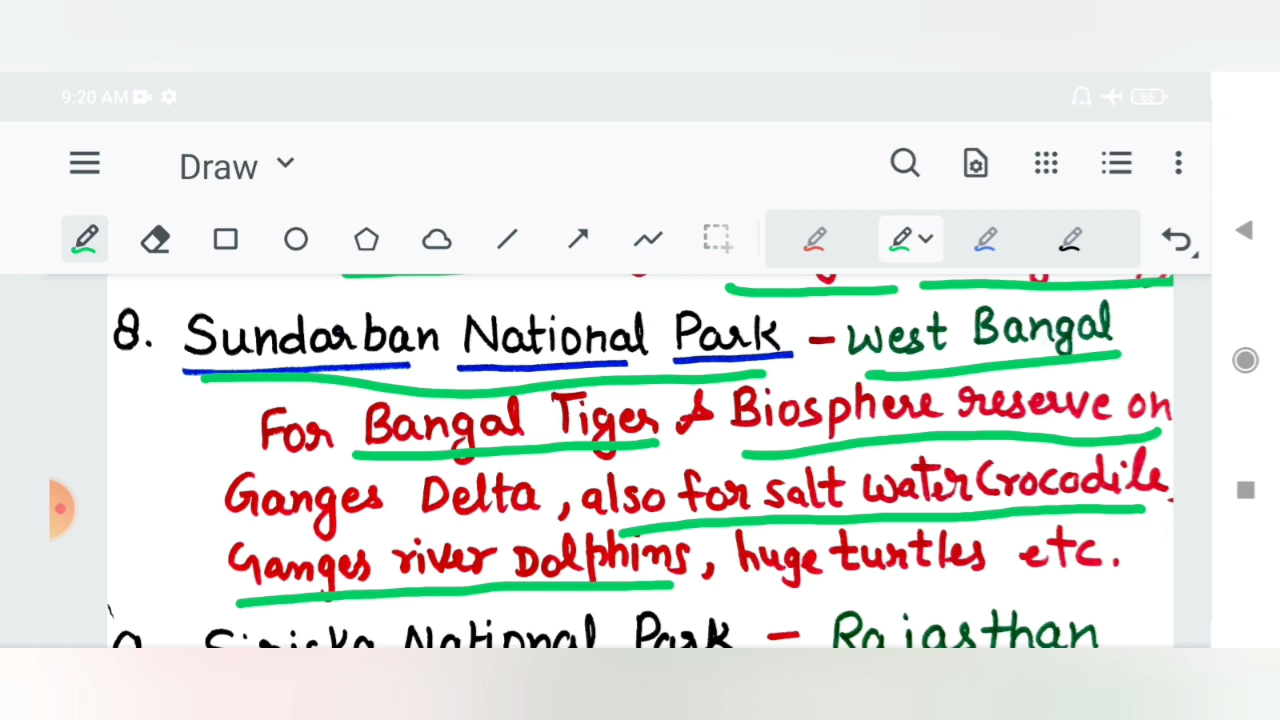 9:20 AM
65
Draw
8. Sundarban National Park - West Bangal
For Bangal Tiger & Biosphere reserve on
Ganges Delta, also for salt water Crocodile,
Ganges river Dolphins, huge turtles etc.
National Park - Rajasthan